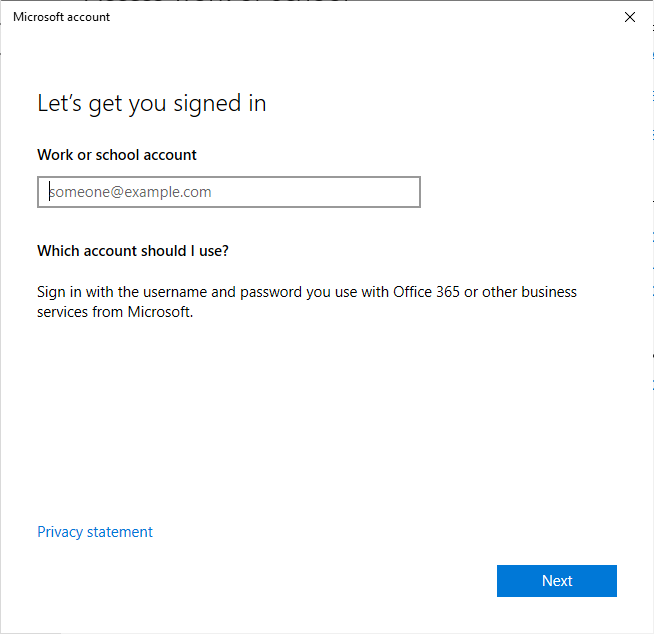 Microsoft account
Let's get you signed in
Work or school account
someone@example.com
Which account should I use?
Sign in with the username and password you use with Office 365 or other business
services from Microsoft.
Privacy statement
Next